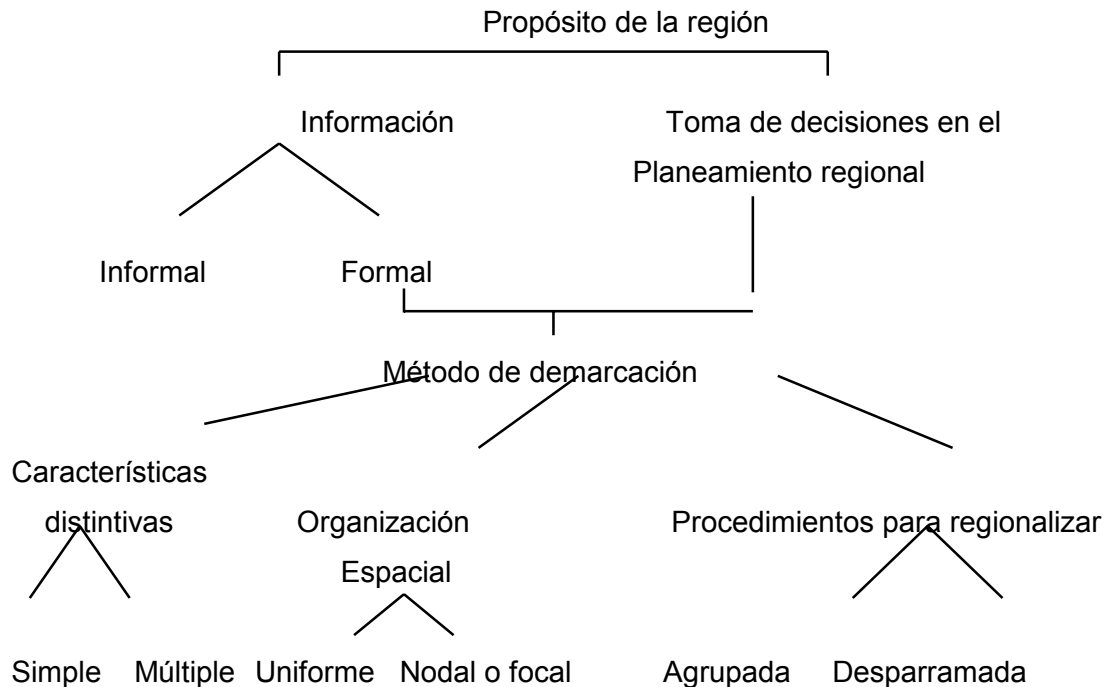 Propósito de la región
Información
Toma de decisiones en el
Planeamiento regional
Informal
Formal
Método de demarcación
Características
distintivas
Organización
Espacial
Procedimientos para regionalizar
Simple
Múltiple
Uniforme
Nodal o focal
Agrupada
Desparramada